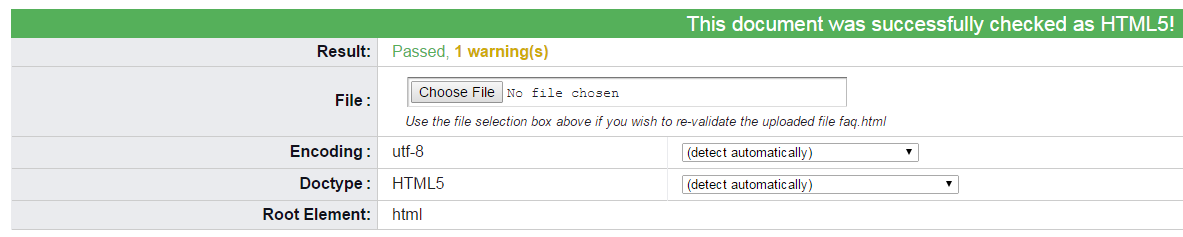 This document was successfully checked as HTML5!
Result: Passed, 1 warning(s)
File : Choose File No file chosen
Use the file selection box above if you wish to re-validate the uploaded file faq.html
Encoding : utf-8 (detect automatically)
Doctype : HTML5 (detect automatically)
Root Element: html